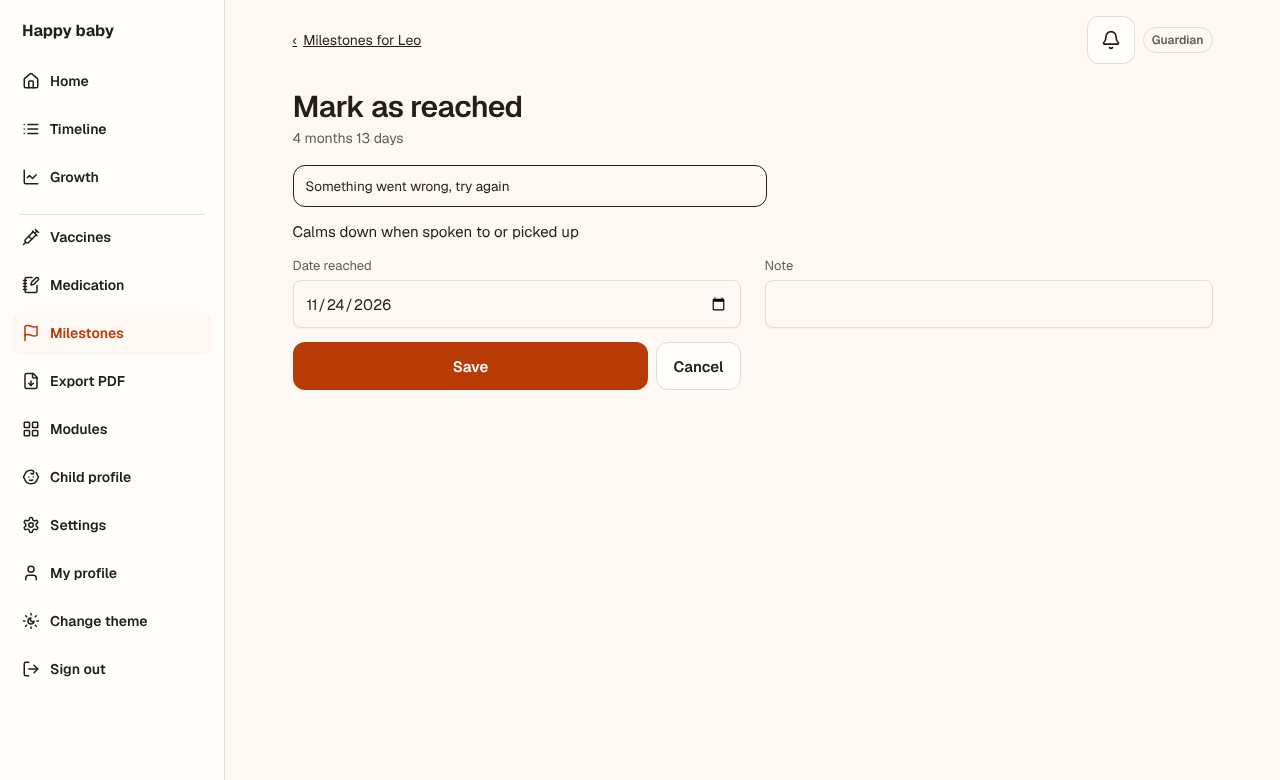 Happy baby
Home
Timeline
Growth
Vaccines
Medication
Milestones
Export PDF
Modules
Child profile
Settings
My profile
Change theme
Sign out
‹ Milestones for Leo
Guardian
Mark as reached
4 months 13 days
Something went wrong, try again
Calms down when spoken to or picked up
Date reached
Note
11/24/2026
Save
Cancel